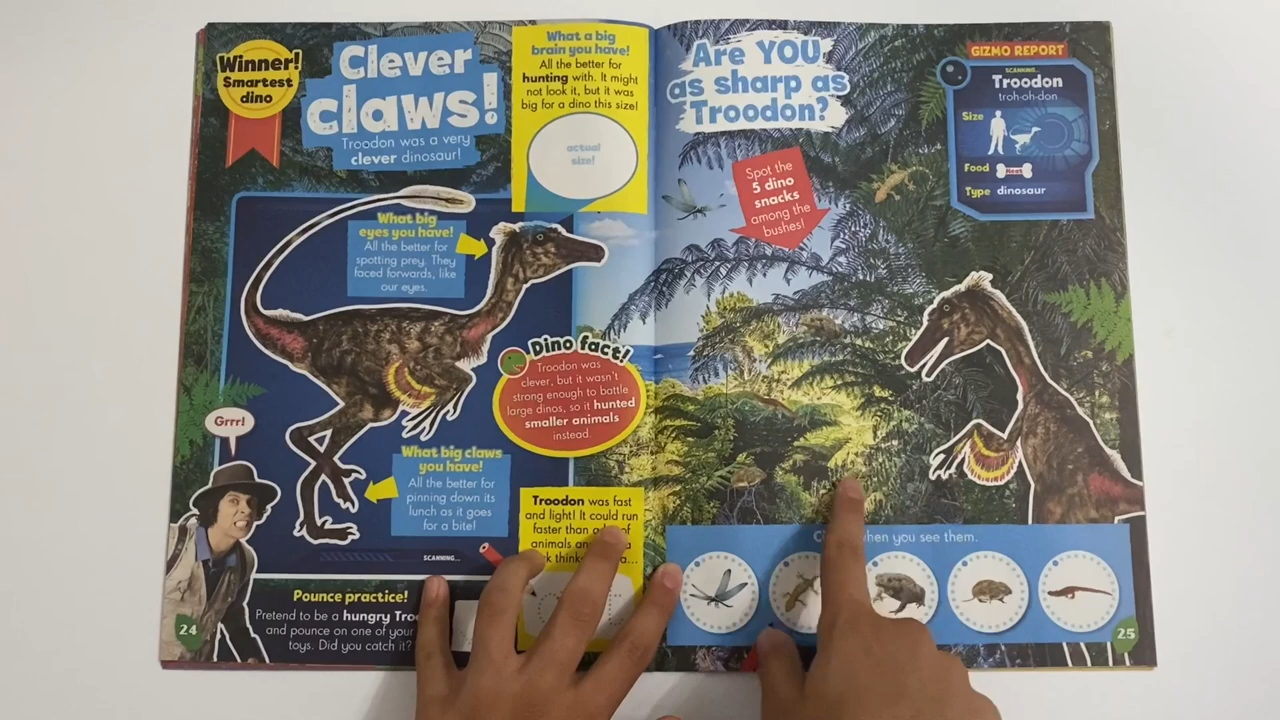 Winner!
Smartest
dino
Clever
claws!
Troodon was a very
clever dinosaur!
What a big
brain you have!
All the better for
hunting with. It might
not look it, but it was
big for a dino this size!
actual
size!
What big
eyes you have!
All the better for
spotting prey. They
faced forwards, like
our eyes.
Dino fact!
Troodon was
clever, but it wasn't
strong enough to battle
large dinos, so it hunted
smaller animals
instead.
Grrr!
What big claws
you have!
All the better for
pinning down its
lunch as it goes
for a bite!
SCANNING...
Troodon was fast
and light! It could run
faster than of
animals
think
Pounce practice!
Pretend to be a hungry
and pounce on one of your
toys. Did you catch it?
24
Are YOU
as sharp as
Troodon?
Spot the
5 dino
snacks
among the
bushes!
GIZMO REPORT
SCANNING...
Troodon
troh-oh-don
Size
Food Meat
Type dinosaur
when you see them.
25